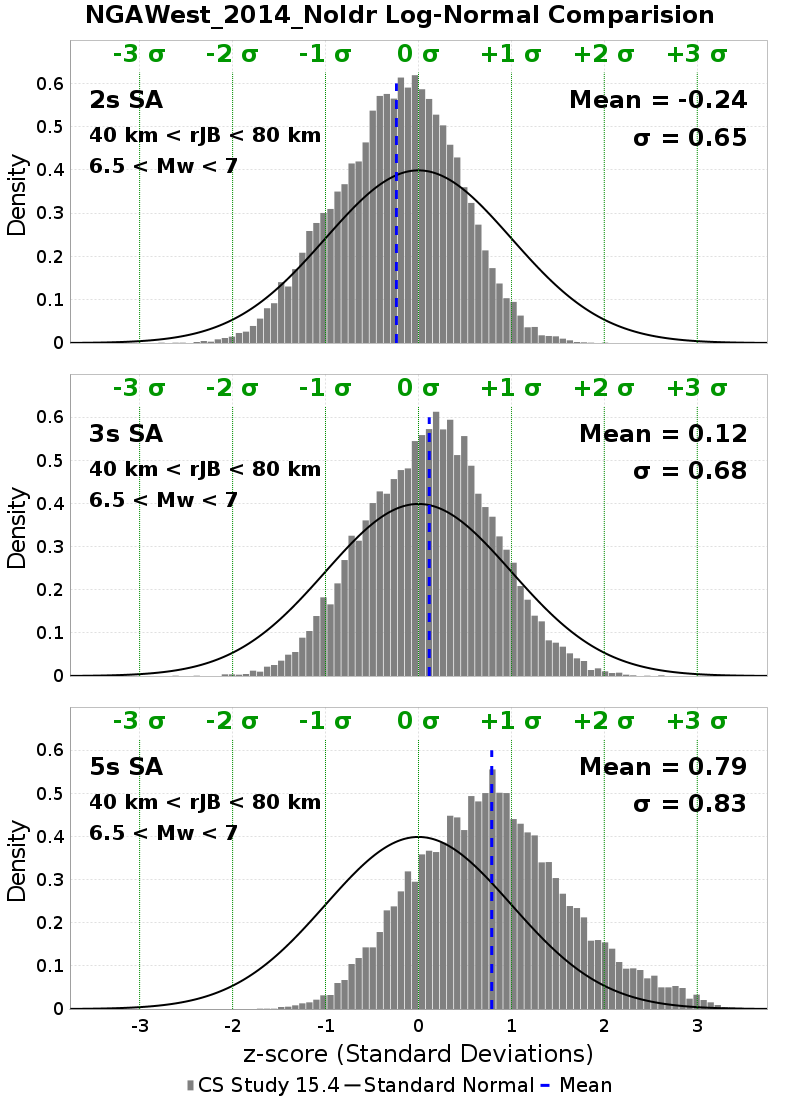 NGAWest_2014_NoIdr Log-Normal Comparision
-3 σ -2 σ -1 σ 0 σ +1 σ +2 σ +3 σ
2s SA
Mean = -0.24
40 km < rJB < 80 km
σ = 0.65
6.5 < Mw < 7
Density
0.6
0.5
0.4
0.3
0.2
0.1
0
-3 σ -2 σ -1 σ 0 σ +1 σ +2 σ +3 σ
3s SA
Mean = 0.12
40 km < rJB < 80 km
σ = 0.68
6.5 < Mw < 7
Density
0.6
0.5
0.4
0.3
0.2
0.1
0
-3 σ -2 σ -1 σ 0 σ +1 σ +2 σ +3 σ
5s SA
Mean = 0.79
40 km < rJB < 80 km
σ = 0.83
6.5 < Mw < 7
Density
0.6
0.5
0.4
0.3
0.2
0.1
0
-3 -2 -1 0 1 2 3
z-score (Standard Deviations)
CS Study 15.4 Standard Normal Mean